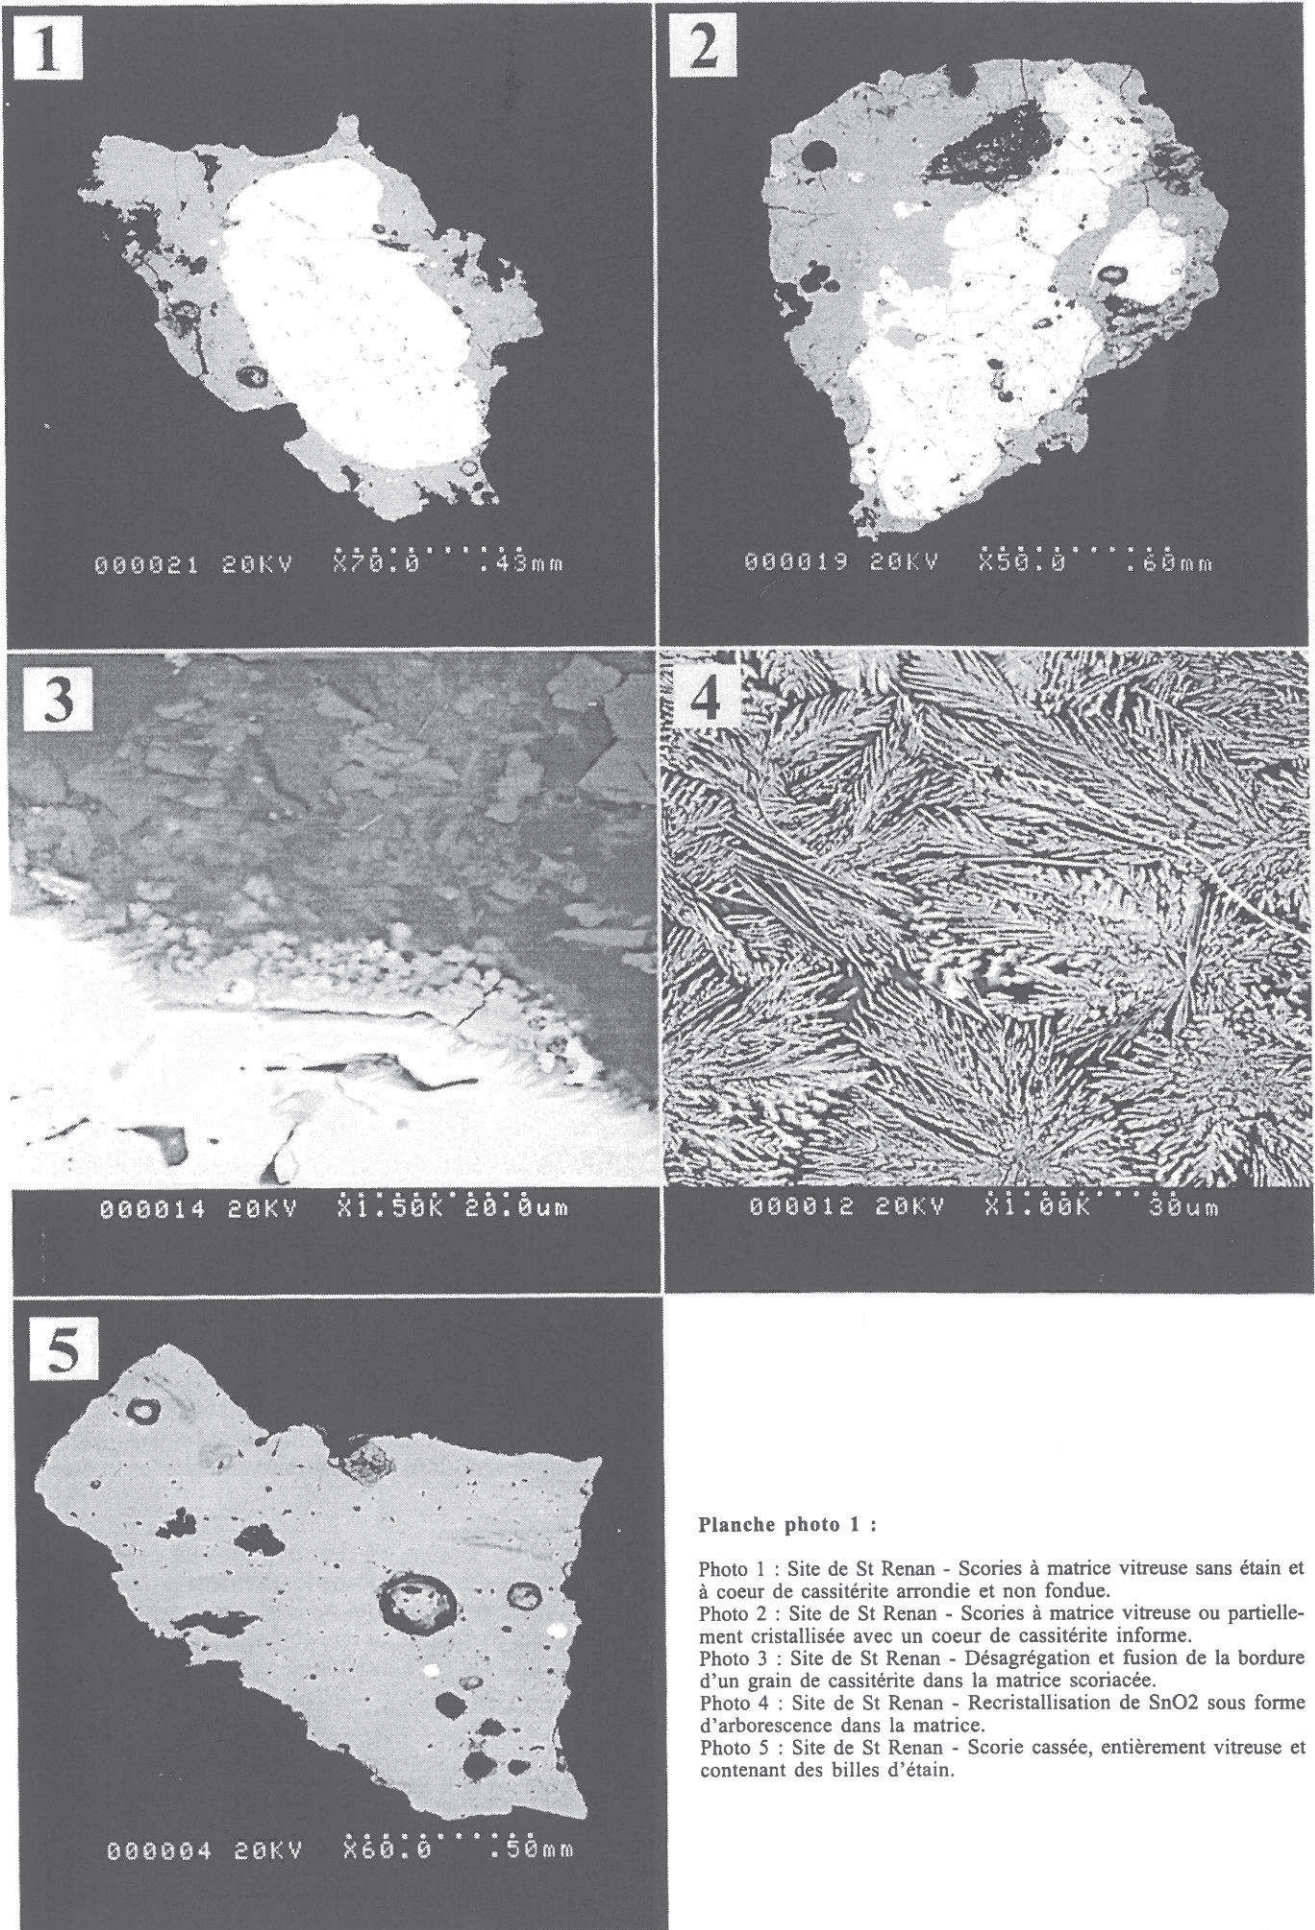 1
2
000021 20KV X70.0 .43mm
000019 20KV X50.0 .60mm
3
4
000014 20KV X1.50K 20.0um
000012 20KV X1.00K 30um
5
000004 20KV X60.0 .50mm
Planche photo 1 :
Photo 1 : Site de St Renan - Scories à matrice vitreuse sans étain et
à coeur de cassitérite arrondie et non fondue.
Photo 2 : Site de St Renan - Scories à matrice vitreuse ou partielle-
ment cristallisée avec un coeur de cassitérite informe.
Photo 3 : Site de St Renan - Désagrégation et fusion de la bordure
d'un grain de cassitérite dans la matrice scoriacée.
Photo 4 : Site de St Renan - Recristallisation de SnO2 sous forme
d'arborescence dans la matrice.
Photo 5 : Site de St Renan - Scorie cassée, entièrement vitreuse et
contenant des billes d'étain.